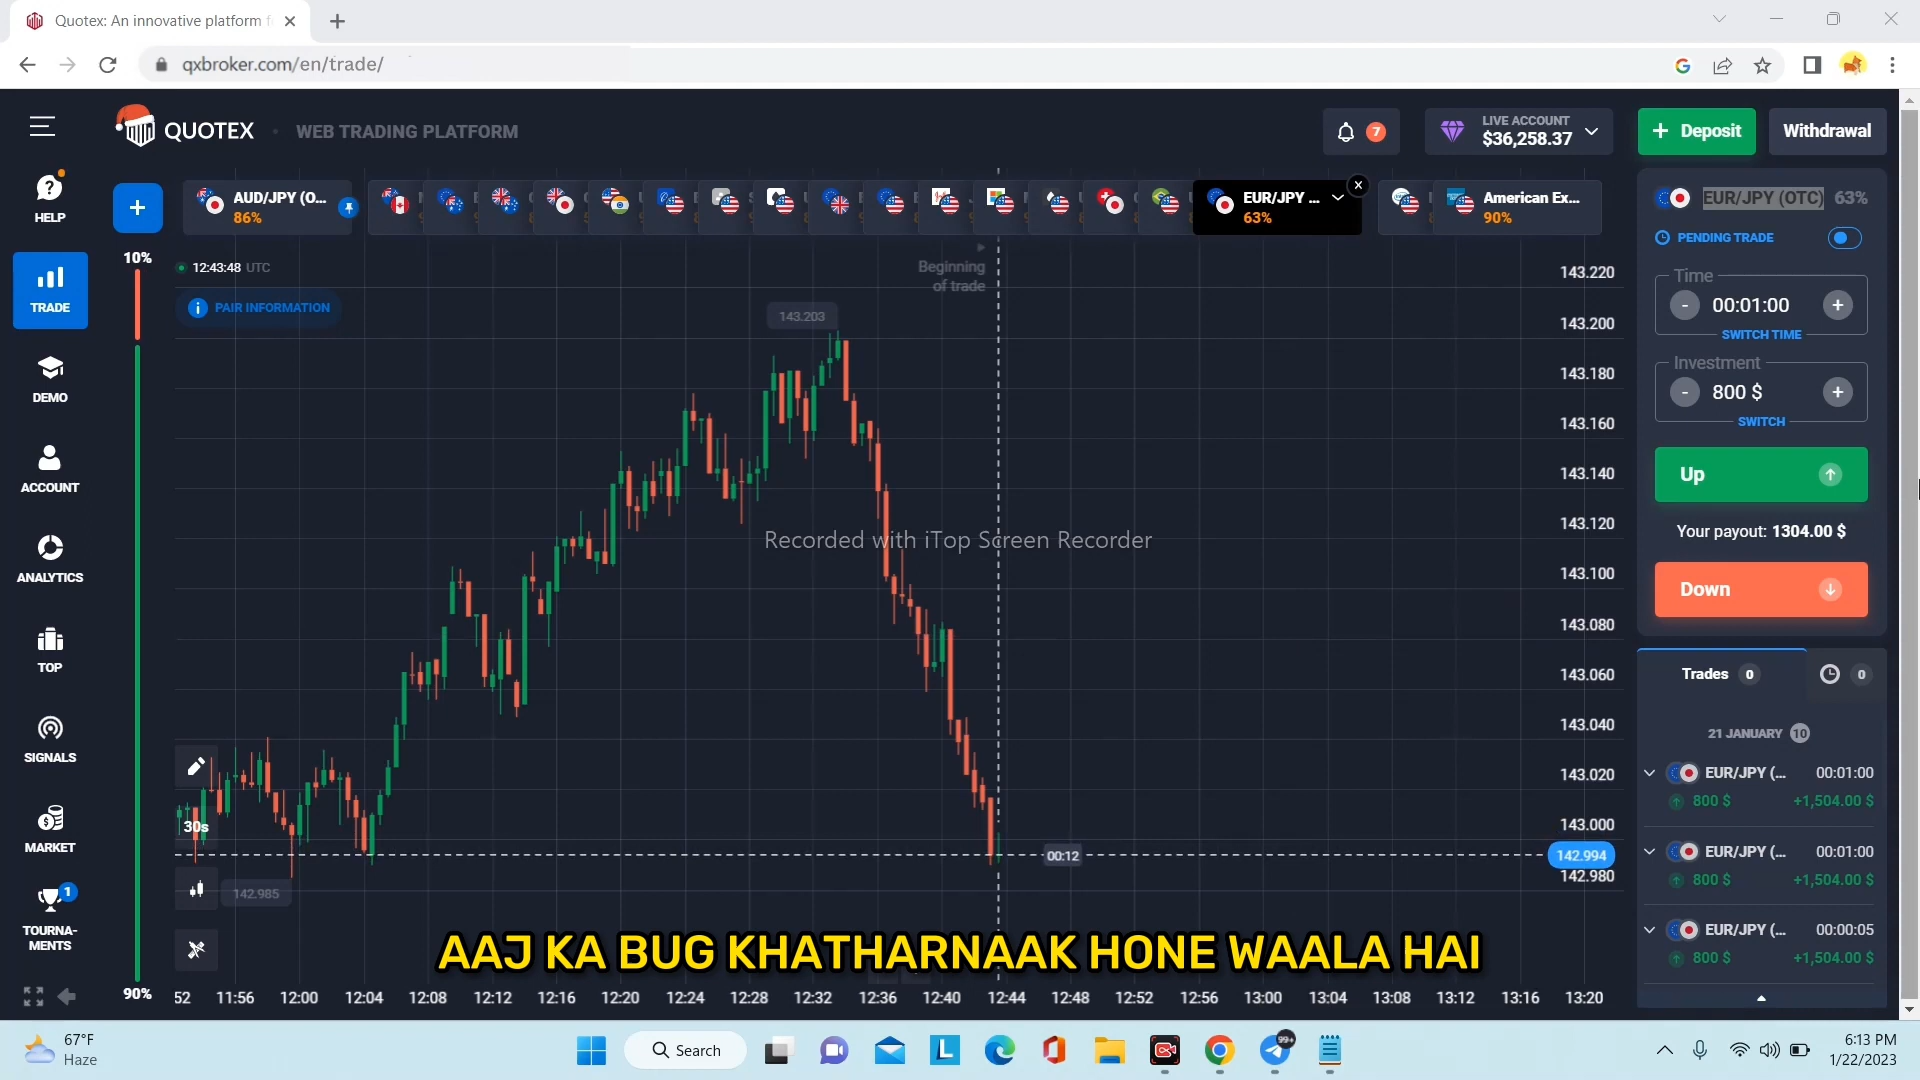 Quotex: An innovative platform f
qxbroker.com/en/trade/
QUOTEX
WEB TRADING PLATFORM
7
LIVE ACCOUNT
$36,258.37
Deposit
Withdrawal
HELP
TRADE
DEMO
ACCOUNT
ANALYTICS
TOP
SIGNALS
MARKET
1
TOURNA-
MENTS
AUD/JPY (O...
86%
EUR/JPY ...
63%
American Ex...
90%
10%
90%
12:43:48 UTC
PAIR INFORMATION
Beginning
of trade
143.203
142.985
30s
00:12
Recorded with iTop Screen Recorder
143.220
143.200
143.180
143.160
143.140
143.120
143.100
143.080
143.060
143.040
143.020
143.000
142.994
142.980
AAJ KA BUG KHATHARNAAK HONE WAALA HAI
52 11:56 12:00 12:04 12:08 12:12 12:16 12:20 12:24 12:28 12:32 12:36 12:40 12:44 12:48 12:52 12:56 13:00 13:04 13:08 13:12 13:16 13:20
EUR/JPY (OTC) 63%
PENDING TRADE
Time
- 00:01:00 +
SWITCH TIME
Investment
- 800 $ +
SWITCH
Up
Your payout: 1304.00 $
Down
Trades 0
0
21 JANUARY 10
EUR/JPY (... 00:01:00
800 $ +1,504.00 $
EUR/JPY (... 00:01:00
800 $ +1,504.00 $
EUR/JPY (... 00:00:05
800 $ +1,504.00 $
67°F
Haze
Search
99+
6:13 PM
1/22/2023